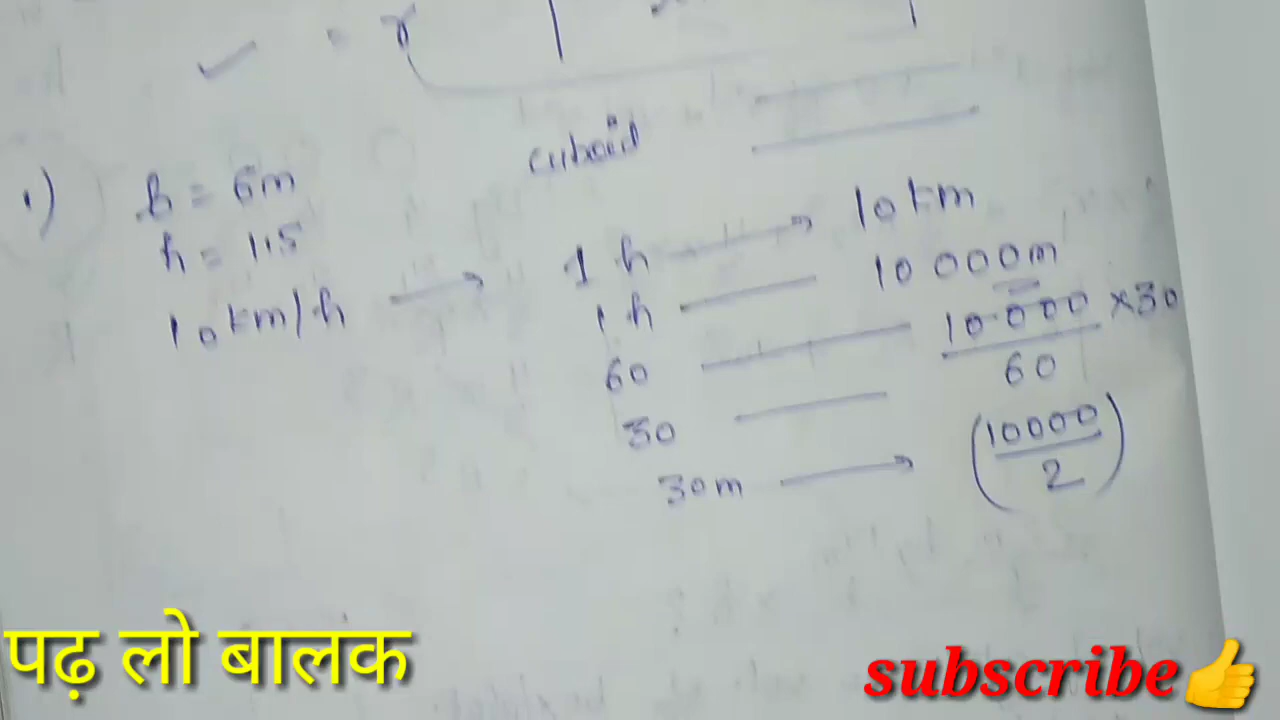 = r
cuboid
1) b = 6m
h = 1.5
10 km/h → 1 h → 10 km
1 h — 10 000m
60 — 10000/60 ×30
30 —
30m → (10000/2)
पढ़ लो बालक
subscribe